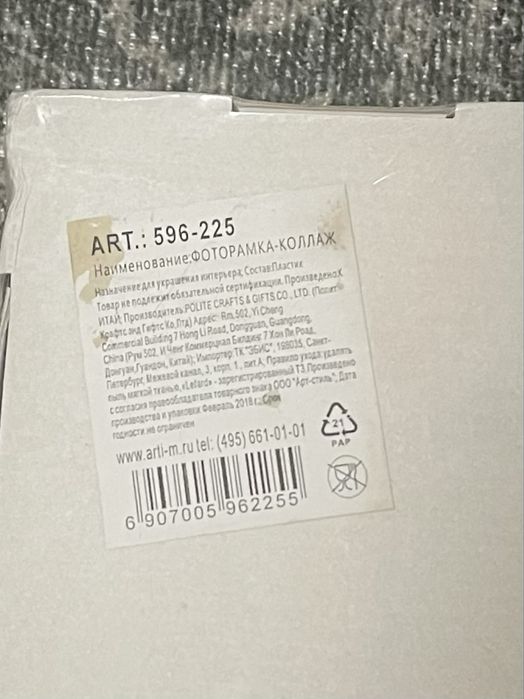 ART.: 596-225
Наименование:ФОТОРАМКА-КОЛЛАЖ
Назначение:для украшения интерьера; Состав:Пластик
Товар не подлежит обязательной сертификации. Произведено:К
ИТАЙ; Производитель:POLITE CRAFTS & GIFTS CO., LTD. (Полит
Крафтс энд Гифтс Ко.Лтд) Адрес: Rm.502, Yi Cheng
Commercial Building 7 Hong Li Road, Dongguan, Guangdong,
China (Рум 502, И Ченг Коммерциал Билдинг 7 Хон Ли Роад,
Донгуан,Гуандон, Китай); Импортер:ТК "ЭБИС", 198035, Санкт-
Петербург, Межевой канал, 3, корп. 1, лит.А, Правило ухода:удалять
пыль мягкой тканью, «Lefard» - зарегистрированный ТЗ.Произведено
с согласия правообладателя товарного знака ООО "Арт-стиль"; Дата
производства и упаковки Февраль 2018 г.; Срок
годности не ограничен
www.arti-m.ru tel: (495) 661-01-01
21
PAP
6 907005 962255